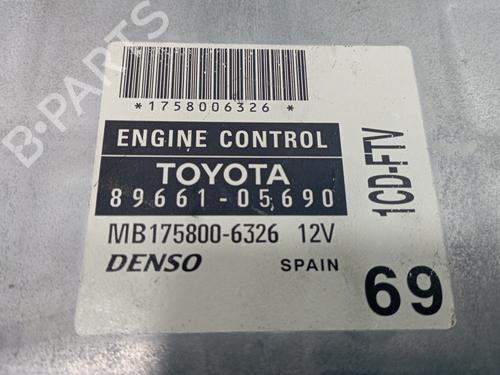 *1758006326*
ENGINE CONTROL
TOYOTA
89661-05690
MB175800-6326 12V
DENSO SPAIN
1CD-FTV
69
B-PARTS